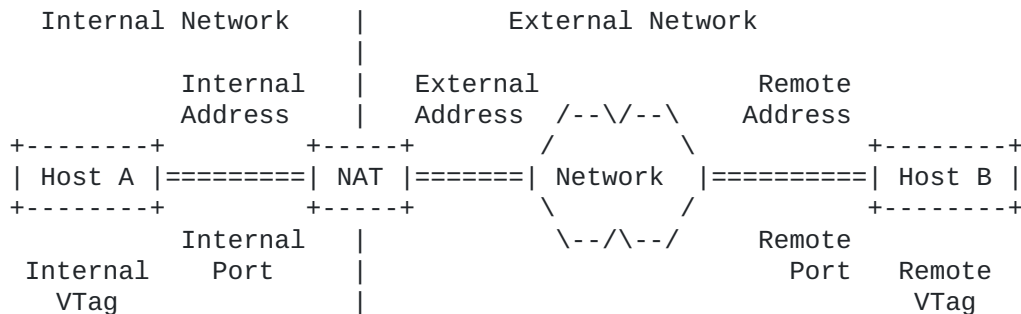 Internal Network | External Network
|
Internal | External Remote
Address | Address /--\/--\ Address
+--------+ +-----+ / \ +--------+
| Host A |=========| NAT |=======| Network |==========| Host B |
+--------+ +-----+ \ / +--------+
Internal | \--/\--/ Remote
Internal Port | Port Remote
VTag | VTag